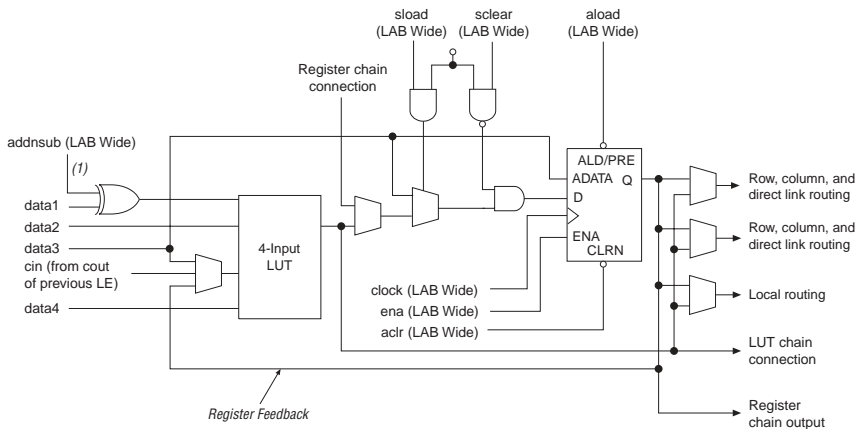 sload
(LAB Wide)
sclear
(LAB Wide)
aload
(LAB Wide)
Register chain
connection
addnsub (LAB Wide)
(1)
data1
data2
data3
cin (from cout
of previous LE)
data4
4-Input
LUT
ALD/PRE
ADATA Q
D
ENA
CLRN
clock (LAB Wide)
ena (LAB Wide)
aclr (LAB Wide)
Row, column, and
direct link routing
Row, column, and
direct link routing
Local routing
LUT chain
connection
Register
chain output
Register Feedback